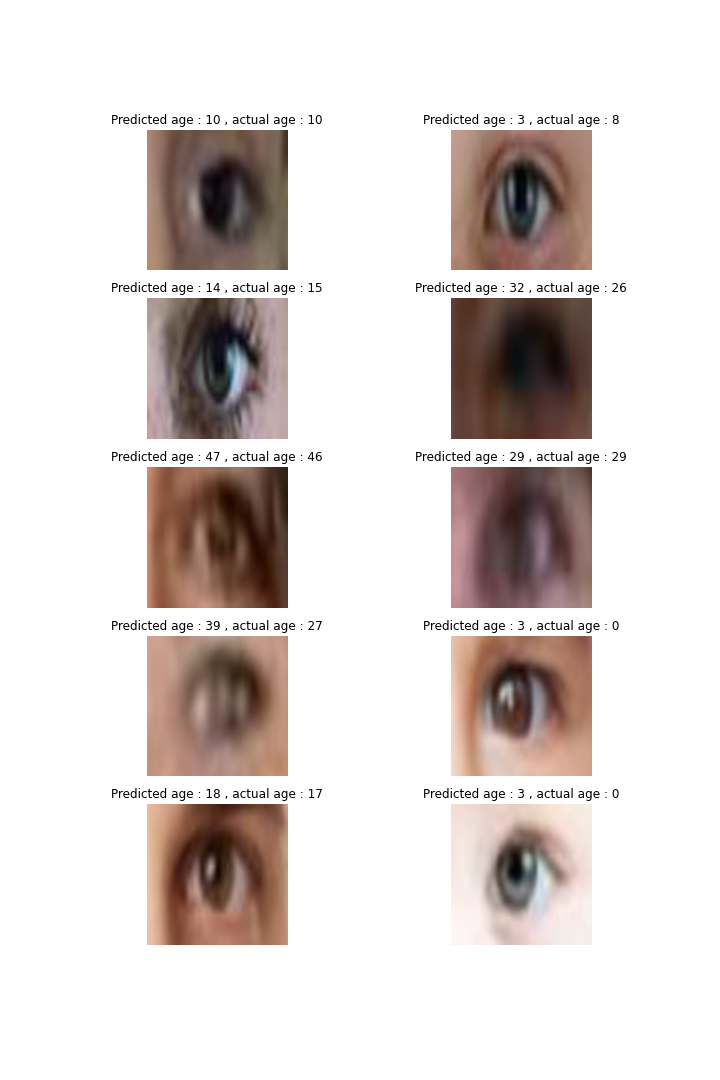 Predicted age : 10 , actual age : 10
Predicted age : 3 , actual age : 8
Predicted age : 14 , actual age : 15
Predicted age : 32 , actual age : 26
Predicted age : 47 , actual age : 46
Predicted age : 29 , actual age : 29
Predicted age : 39 , actual age : 27
Predicted age : 3 , actual age : 0
Predicted age : 18 , actual age : 17
Predicted age : 3 , actual age : 0